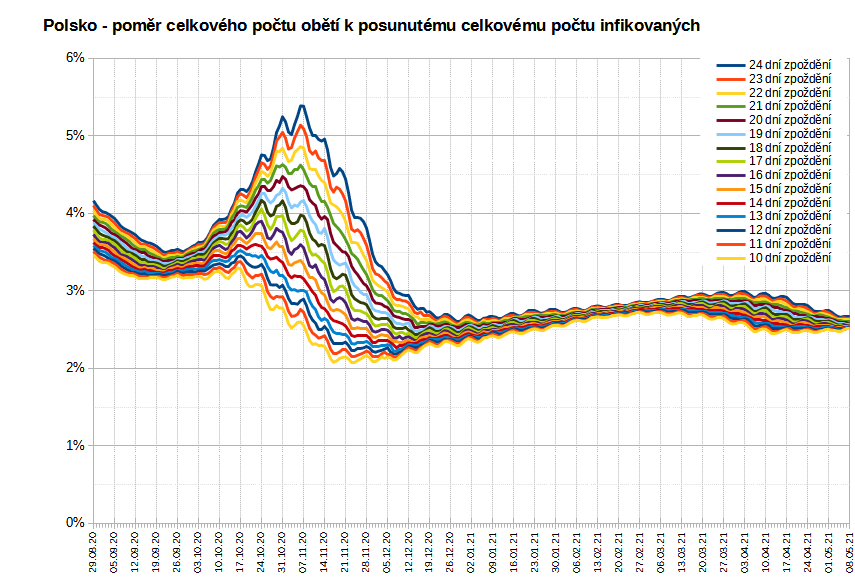 Polsko - poměr celkového počtu obětí k posunutému celkovému počtu infikovaných
6%
5%
4%
3%
2%
1%
0%
24 dní zpoždění
23 dní zpoždění
22 dní zpoždění
21 dní zpoždění
20 dní zpoždění
19 dní zpoždění
18 dní zpoždění
17 dní zpoždění
16 dní zpoždění
15 dní zpoždění
14 dní zpoždění
13 dní zpoždění
12 dní zpoždění
11 dní zpoždění
10 dní zpoždění
29.08.20
05.09.20
12.09.20
19.09.20
26.09.20
03.10.20
10.10.20
17.10.20
24.10.20
31.10.20
07.11.20
14.11.20
21.11.20
28.11.20
05.12.20
12.12.20
19.12.20
26.12.20
02.01.21
09.01.21
16.01.21
23.01.21
30.01.21
06.02.21
13.02.21
20.02.21
27.02.21
06.03.21
13.03.21
20.03.21
27.03.21
03.04.21
10.04.21
17.04.21
24.04.21
01.05.21
08.05.21